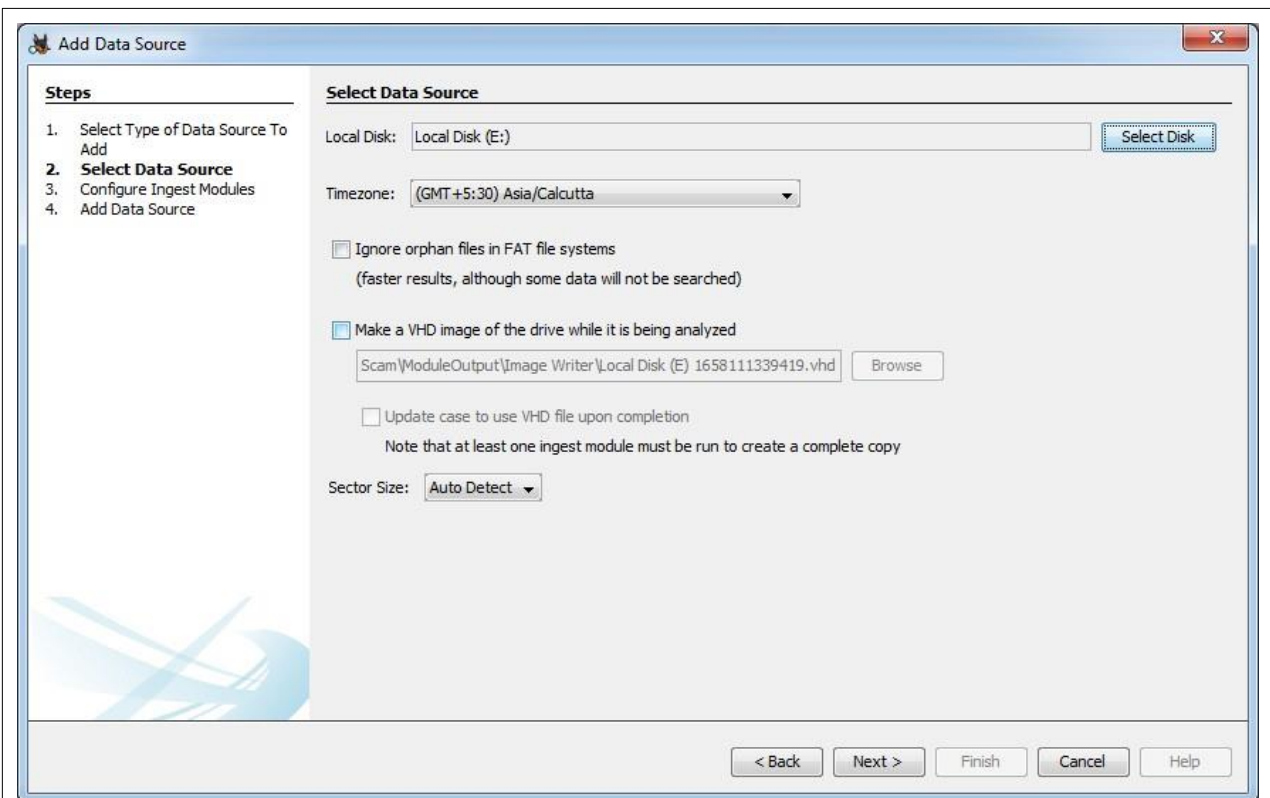 Add Data Source
Steps
1. Select Type of Data Source To
Add
2. Select Data Source
3. Configure Ingest Modules
4. Add Data Source
Select Data Source
Local Disk: Local Disk (E:) Select Disk
Timezone: (GMT+5:30) Asia/Calcutta
Ignore orphan files in FAT file systems
(faster results, although some data will not be searched)
Make a VHD image of the drive while it is being analyzed
Scam\ModuleOutput\Image Writer\Local Disk (E) 1658111339419.vhd Browse
Update case to use VHD file upon completion
Note that at least one ingest module must be run to create a complete copy
Sector Size: Auto Detect
< Back Next > Finish Cancel Help